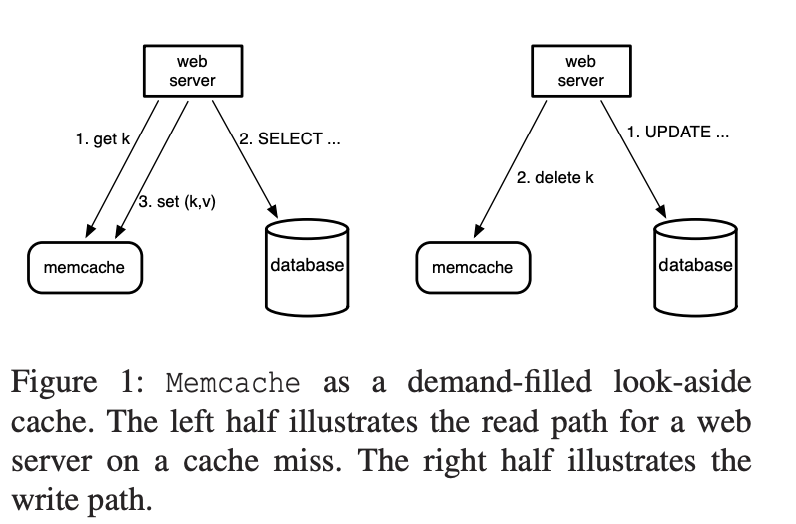 web
server
1. get k
2. SELECT ...
3. set (k,v)
memcache
database
web
server
1. UPDATE ...
2. delete k
memcache
database
Figure 1: Memcache as a demand-filled look-aside
cache. The left half illustrates the read path for a web
server on a cache miss. The right half illustrates the
write path.